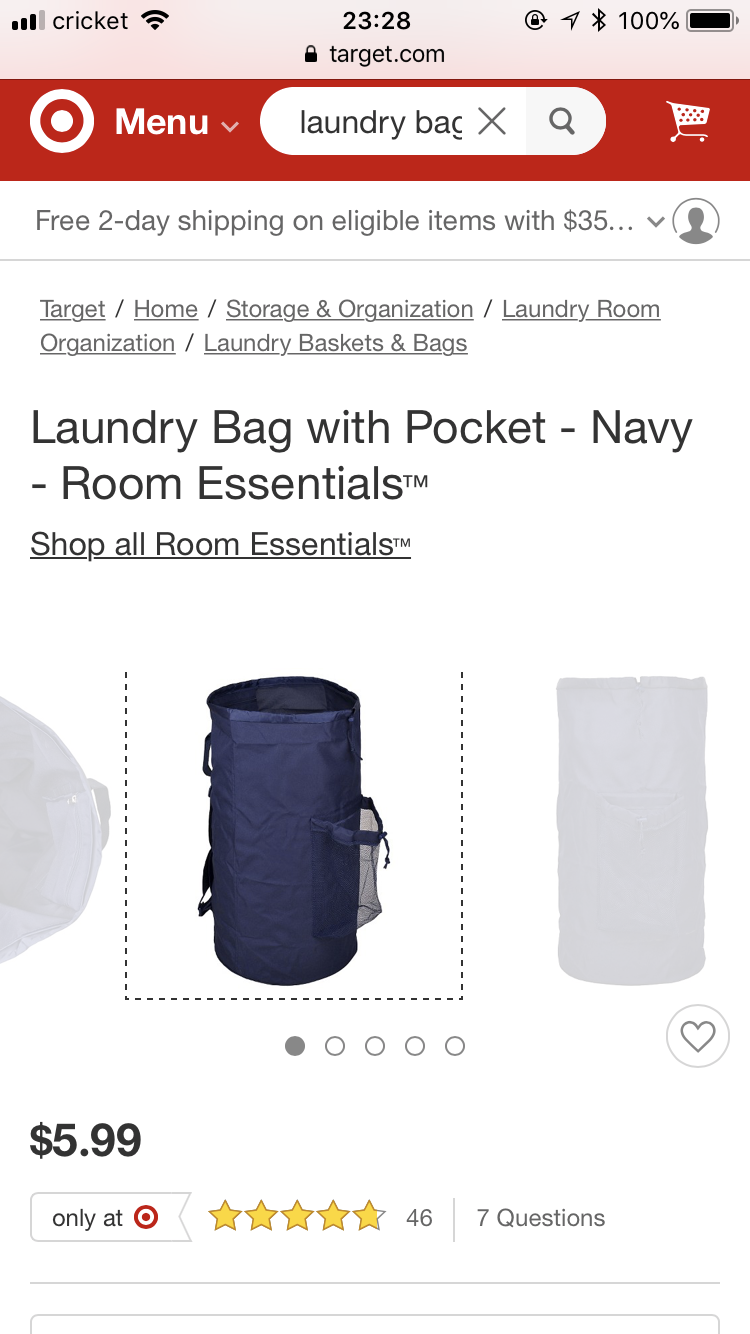 cricket 23:28 100%
target.com
Menu laundry bag
Free 2-day shipping on eligible items with $35...
Target / Home / Storage & Organization / Laundry Room
Organization / Laundry Baskets & Bags
Laundry Bag with Pocket - Navy
- Room Essentials™
Shop all Room Essentials™
$5.99
only at 46 7 Questions